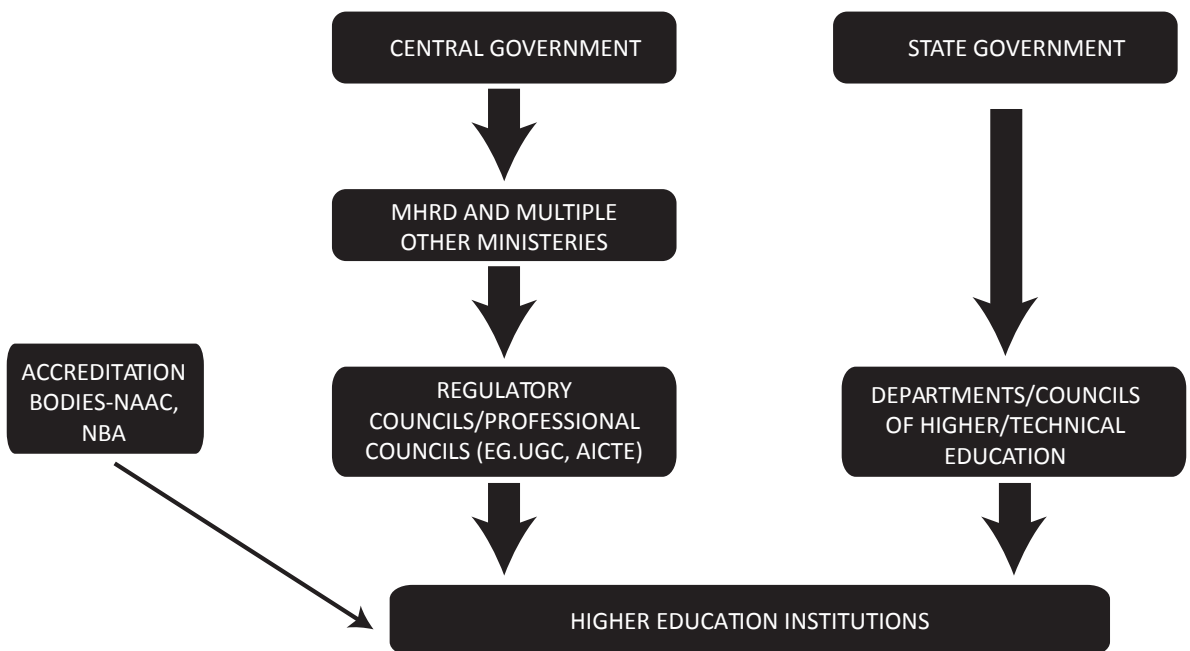 CENTRAL GOVERNMENT
STATE GOVERNMENT
MHRD AND MULTIPLE
OTHER MINISTERIES
ACCREDITATION
BODIES-NAAC,
NBA
REGULATORY
COUNCILS/PROFESSIONAL
COUNCILS (EG.UGC, AICTE)
DEPARTMENTS/COUNCILS
OF HIGHER/TECHNICAL
EDUCATION
HIGHER EDUCATION INSTITUTIONS